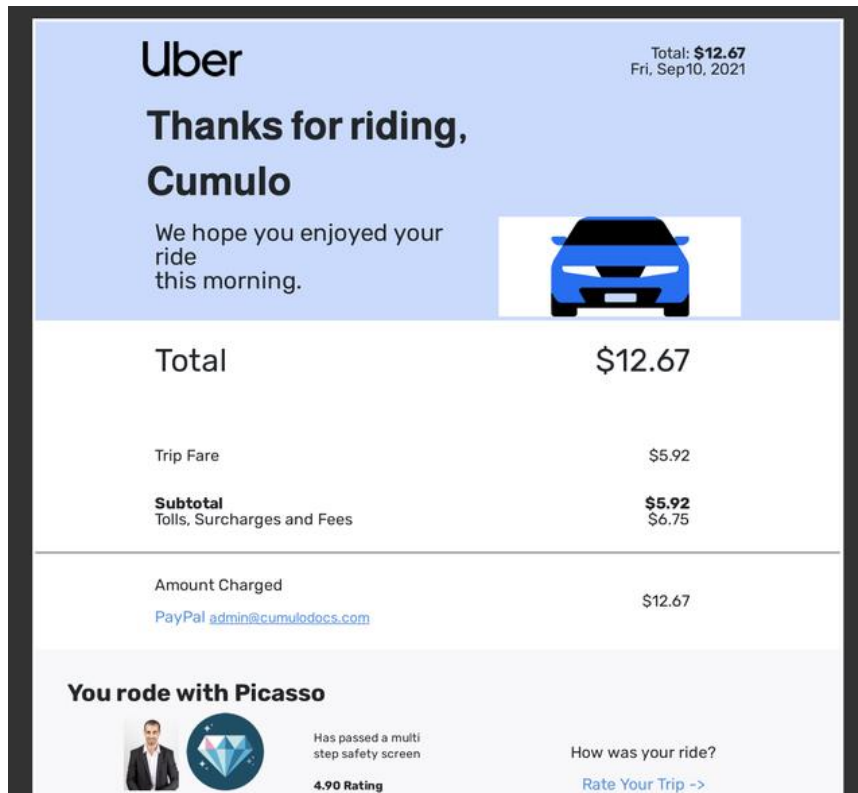 Uber
Total: $12.67
Fri, Sep10, 2021
Thanks for riding,
Cumulo
We hope you enjoyed your
ride
this morning.
Total $12.67
Trip Fare $5.92
Subtotal $5.92
Tolls, Surcharges and Fees $6.75
Amount Charged
$12.67
PayPal admin@cumulodocs.com
You rode with Picasso
Has passed a multi
step safety screen
How was your ride?
4.90 Rating
Rate Your Trip ->